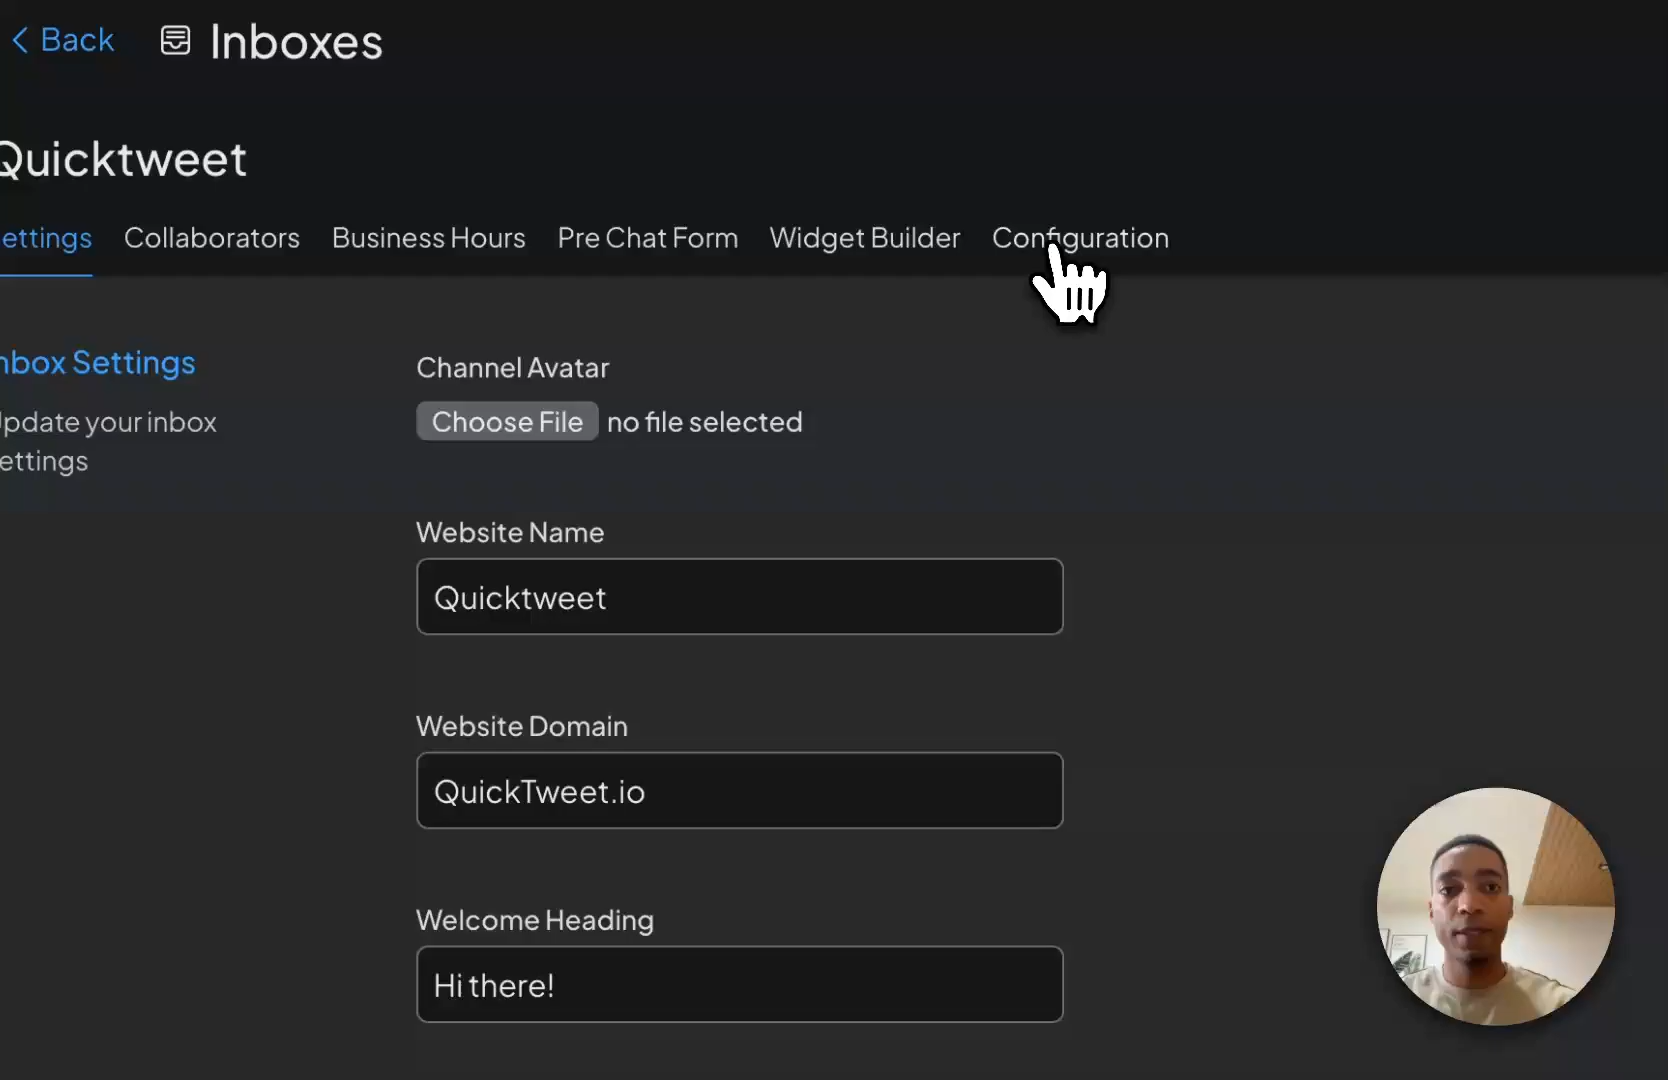 Back
Inboxes
Quicktweet
ettings Collaborators Business Hours Pre Chat Form Widget Builder Configuration
nbox Settings
pdate your inbox
ettings
Channel Avatar
Choose File no file selected
Website Name
Quicktweet
Website Domain
QuickTweet.io
Welcome Heading
Hi there!